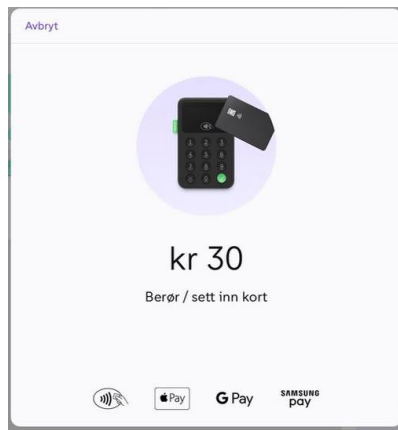 Avbryt
kr 30
Berør / sett inn kort
Pay
G Pay
SAMSUNG
pay